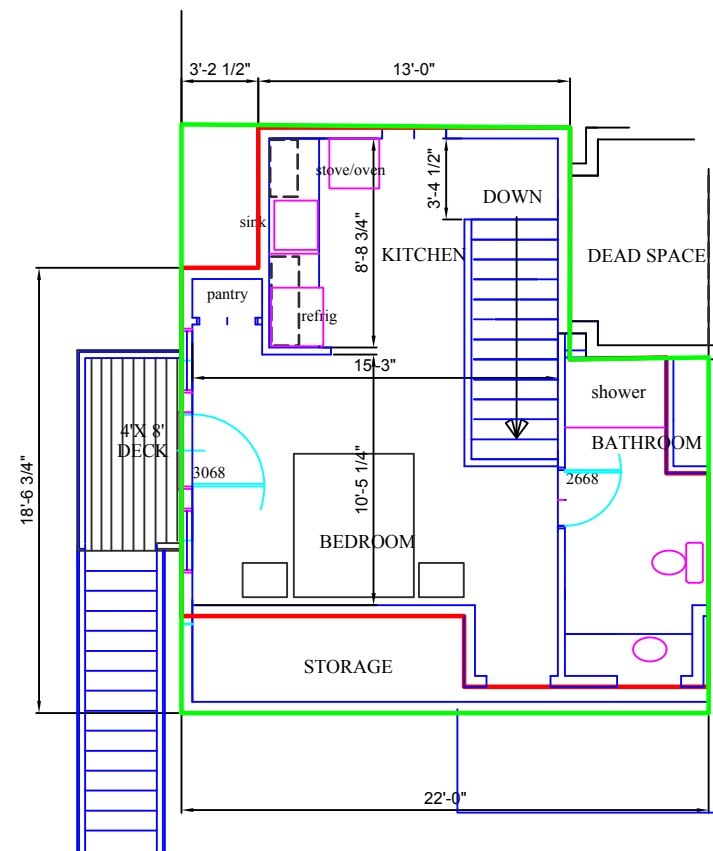 3'-2 1/2"
13'-0"
stove/oven
3'-4 1/2"
DOWN
sink
8'-8 3/4"
KITCHEN
DEAD SPACE
pantry
refrig
15'-3"
shower
4'X 8'
DECK
BATHROOM
3068
2668
18'-6 3/4"
10'-5 1/4"
BEDROOM
STORAGE
22'-0"